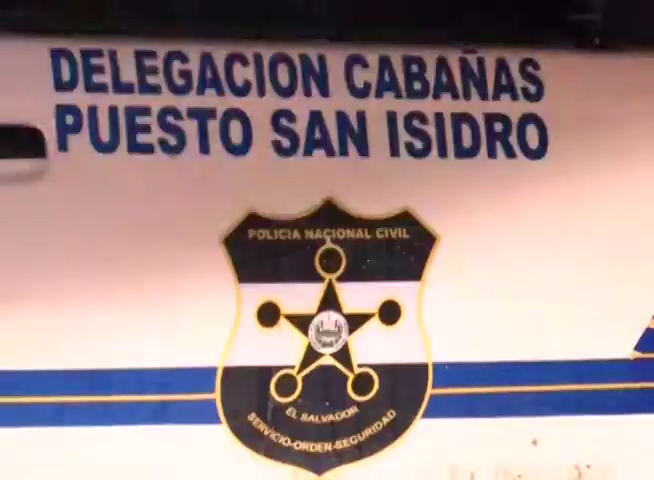 DELEGACION CABAÑAS
PUESTO SAN ISIDRO
POLICIA NACIONAL CIVIL
EL SALVADOR
SERVICIO-ORDEN-SEGURIDAD